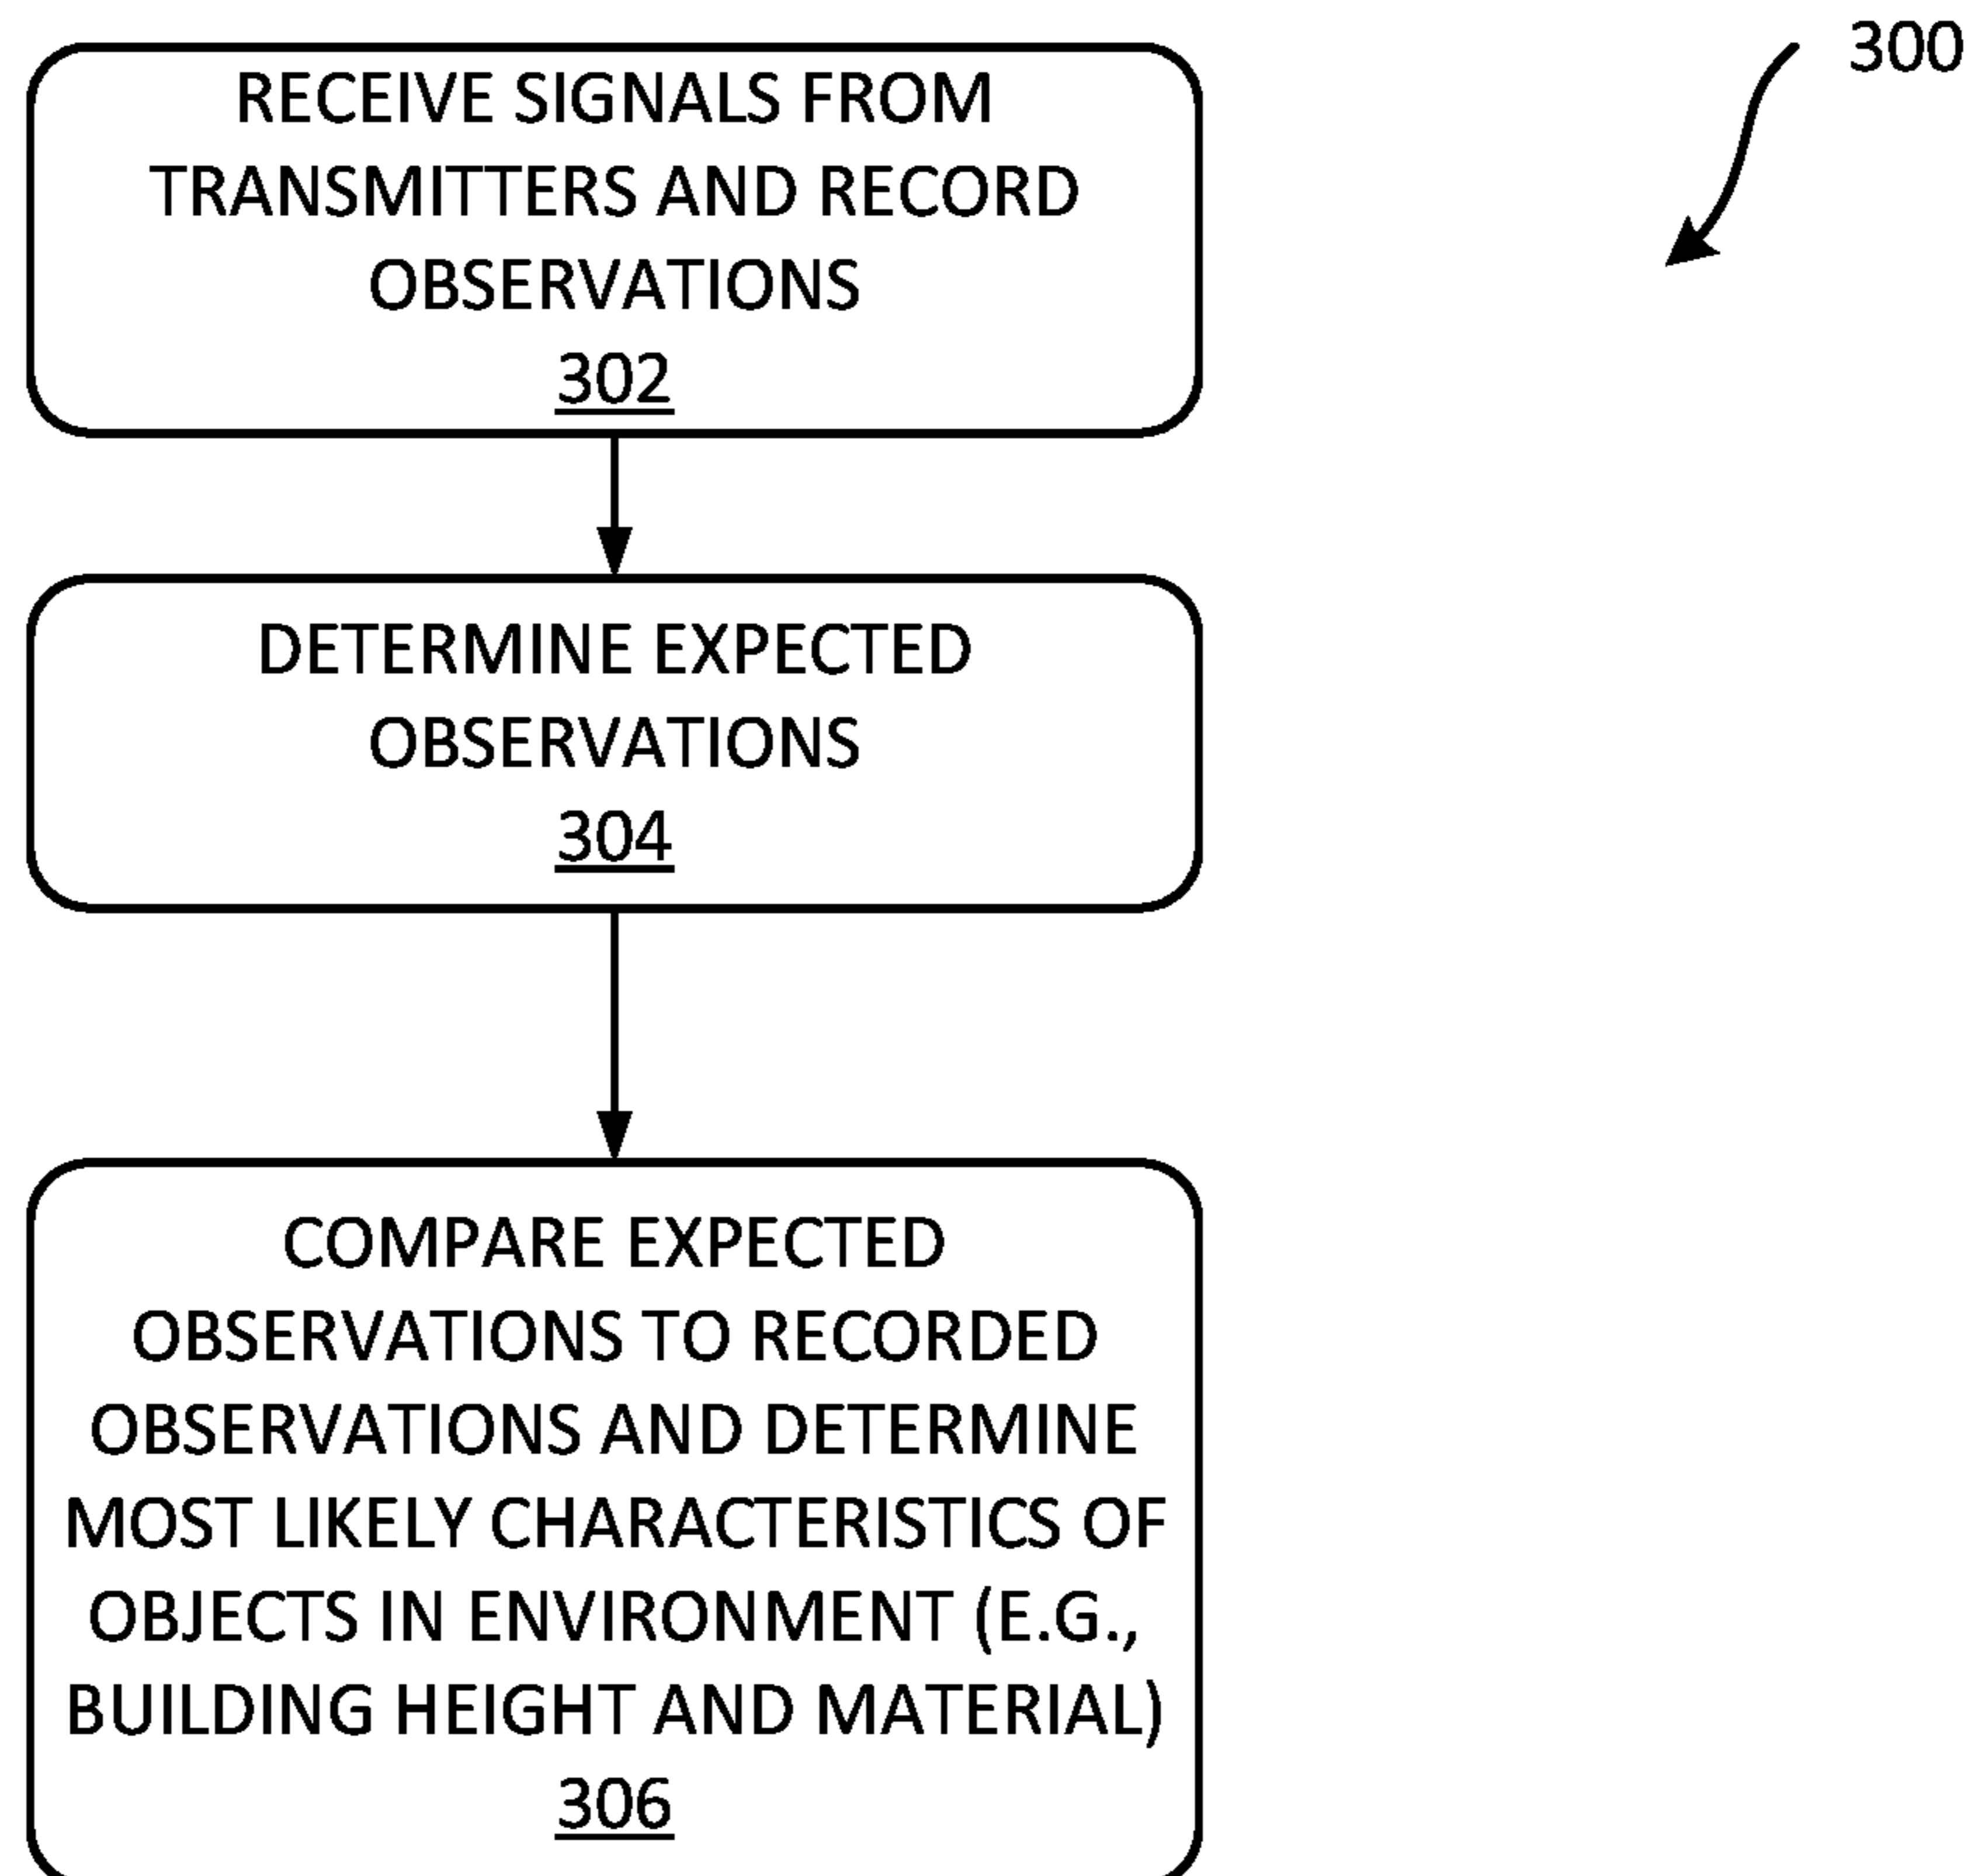 300
RECEIVE SIGNALS FROM
TRANSMITTERS AND RECORD
OBSERVATIONS
302
DETERMINE EXPECTED
OBSERVATIONS
304
COMPARE EXPECTED
OBSERVATIONS TO RECORDED
OBSERVATIONS AND DETERMINE
MOST LIKELY CHARACTERISTICS OF
OBJECTS IN ENVIRONMENT (E.G.,
BUILDING HEIGHT AND MATERIAL)
306